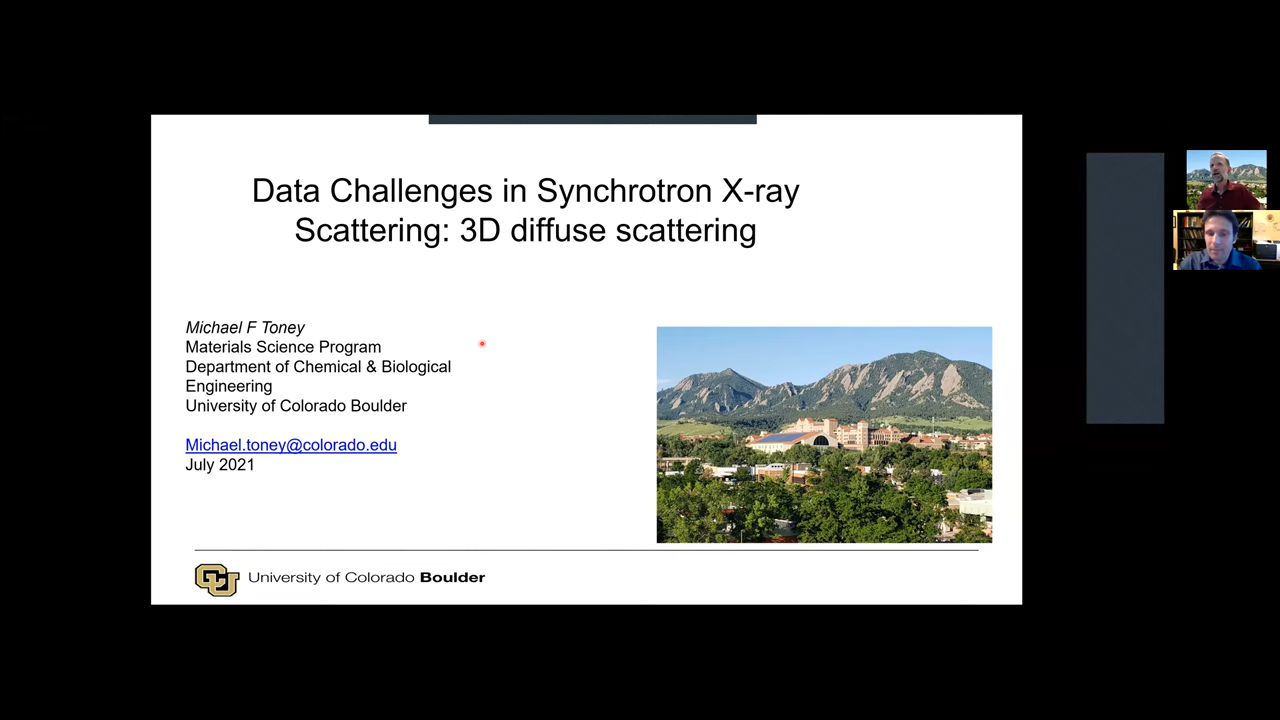 Data Challenges in Synchrotron X-ray
Scattering: 3D diffuse scattering
Michael F Toney
Materials Science Program
Department of Chemical & Biological
Engineering
University of Colorado Boulder
Michael.toney@colorado.edu
July 2021
CU University of Colorado Boulder